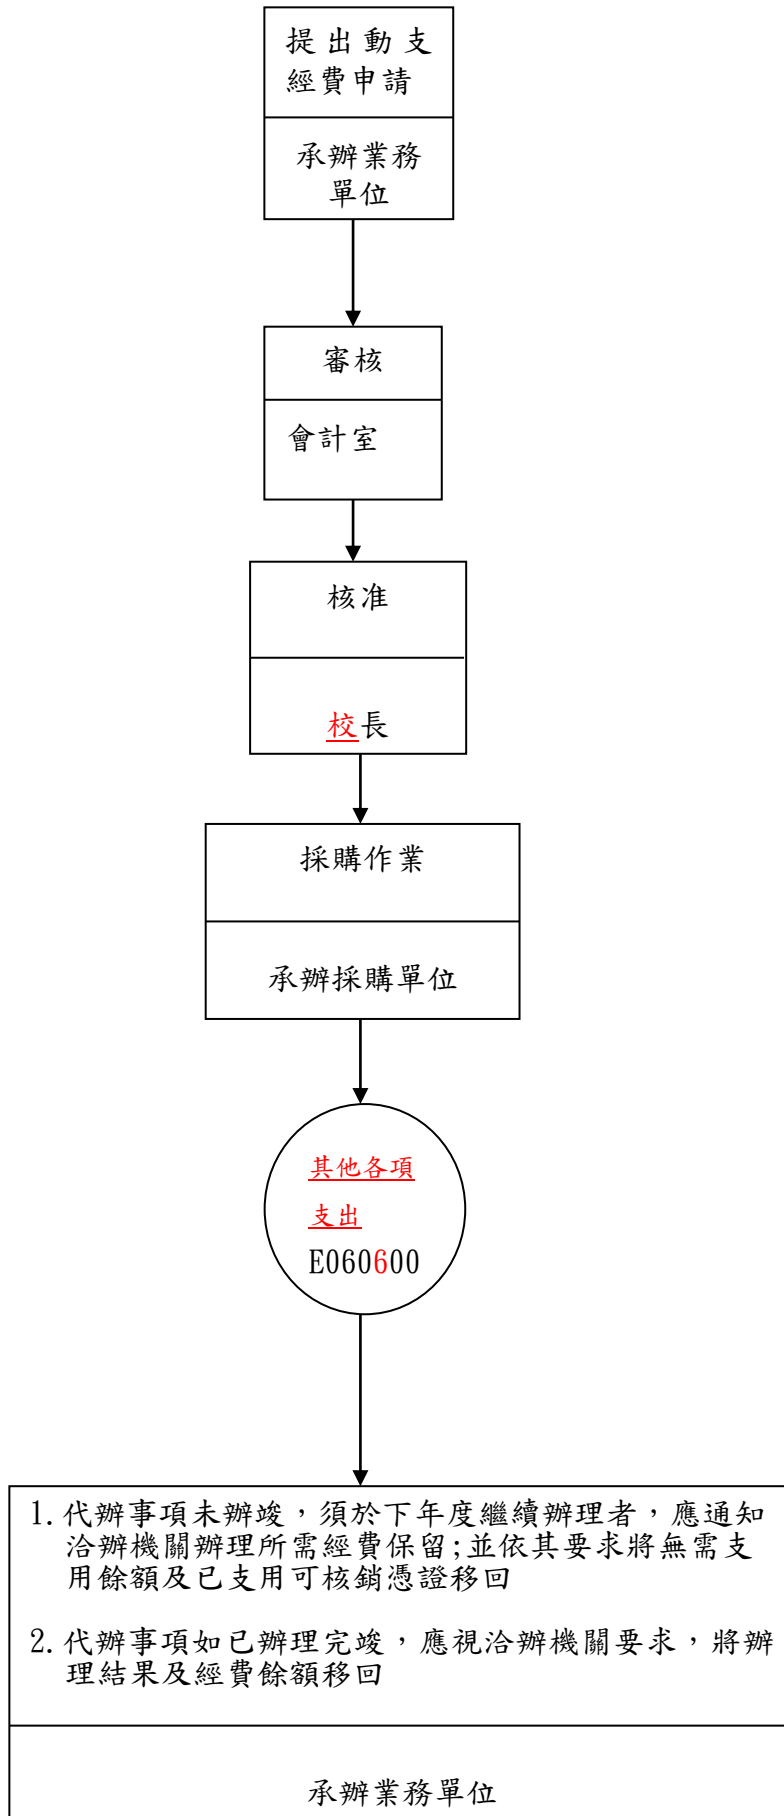 提出動支
經費申請
承辦業務
單位
審核
會計室
核准
校長
採購作業
承辦採購單位
其他各項
支出
E060600
1.代辦事項未辦竣，須於下年度繼續辦理者，應通知
洽辦機關辦理所需經費保留;並依其要求將無需支
用餘額及已支用可核銷憑證移回
2.代辦事項如已辦理完竣，應視洽辦機關要求，將辦
理結果及經費餘額移回
承辦業務單位